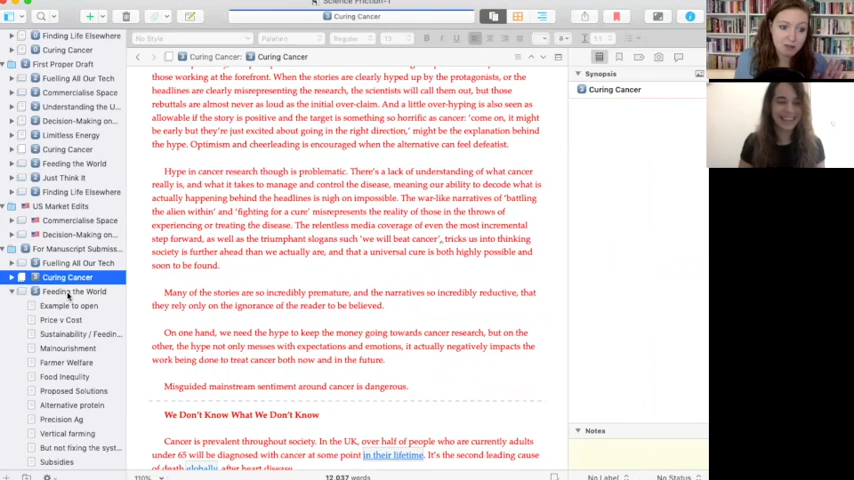 Science Friction-1
Curing Cancer
No Style
Palatino
Regular
13
B I U
a
1.1
Finding Life Elsewhere
Curing Cancer
First Proper Draft
Fuelling All Our Tech
Commercialise Space
Understanding the U...
Decision-Making on...
Limitless Energy
Curing Cancer
Feeding the World
Just Think It
Finding Life Elsewhere
US Market Edits
Commercialise Space
Decision-Making on...
For Manuscript Submiss...
Fuelling All Our Tech
Curing Cancer
Feeding the World
Example to open
Price v Cost
Sustainability / Feedin...
Malnourishment
Farmer Welfare
Food Inequlity
Proposed Solutions
Alternative protein
Precision Ag
Vertical farming
But not fixing the syst...
Subsidies
Curing Cancer: Curing Cancer
those working at the forefront. When the stories are clearly hyped up by the protagonists, or the
headlines are clearly misrepresenting the research, the scientists will call them out, but those
rebuttals are almost never as loud as the initial over-claim. And a little over-hyping is also seen as
allowable if the story is positive and the target is something so horrific as cancer: 'come on, it might
be early but they're just excited about going in the right direction,' might be the explanation behind
the hype. Optimism and cheerleading is encouraged when the alternative can feel defeatist.
Hype in cancer research though is problematic. There's a lack of understanding of what cancer
really is, and what it takes to manage and control the disease, meaning our ability to decode what is
actually happening behind the headlines is nigh on impossible. The war-like narratives of 'battling
the alien within' and 'fighting for a cure' misrepresents the reality of those in the throws of
experiencing or treating the disease. The relentless media coverage of even the most incremental
step forward, as well as the triumphant slogans such 'we will beat cancer', tricks us into thinking
society is further ahead than we actually are, and that a universal cure is both highly possible and
soon to be found.
Many of the stories are so incredibly premature, and the narratives so incredibly reductive, that
they rely only on the ignorance of the reader to be believed.
On one hand, we need the hype to keep the money going towards cancer research, but on the
other, the hype not only messes with expectations and emotions, it actually negatively impacts the
work being done to treat cancer both now and in the future.
Misguided mainstream sentiment around cancer is dangerous.
We Don't Know What We Don't Know
Cancer is prevalent throughout society. In the UK, over half of people who are currently adults
under 65 will be diagnosed with cancer at some point in their lifetime. It's the second leading cause
of death globally, after heart disease.
110%
12,037 words
Synopsis
Curing Cancer
Notes
No Label
No Status